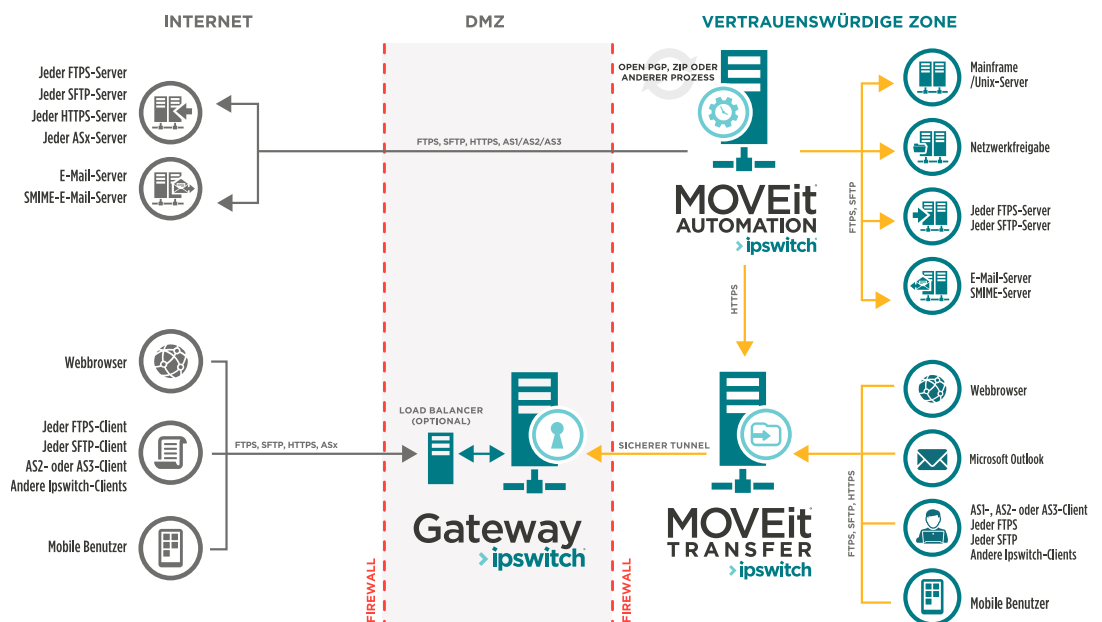 INTERNET
DMZ
VERTRAUENSWÜRDIGE ZONE
Jeder FTPS-Server
Jeder SFTP-Server
Jeder HTTPS-Server
Jeder ASx-Server
E-Mail-Server
SMIME-E-Mail-Server
FTPS, SFTP, HTTPS, AS1/AS2/AS3
OPEN PGP, ZIP ODER
ANDERER PROZESS
MOVEit
AUTOMATION
ipswitch
FTPS, SFTP
Mainframe
/Unix-Server
Netzwerkfreigabe
Jeder FTPS-Server
Jeder SFTP-Server
E-Mail-Server
SMIME-Server
HTTPS
Webbrowser
Jeder FTPS-Client
Jeder SFTP-Client
AS2- oder AS3-Client
Andere Ipswitch-Clients
Mobile Benutzer
FTPS, SFTP, HTTPS, ASx
LOAD BALANCER
(OPTIONAL)
Gateway
ipswitch
SICHERER TUNNEL
MOVEit
TRANSFER
ipswitch
FTPS, SFTP, HTTPS
Webbrowser
Microsoft Outlook
AS1-, AS2- oder AS3-Client
Jeder FTPS
Jeder SFTP
Andere Ipswitch-Clients
Mobile Benutzer
FIREWALL
FIREWALL